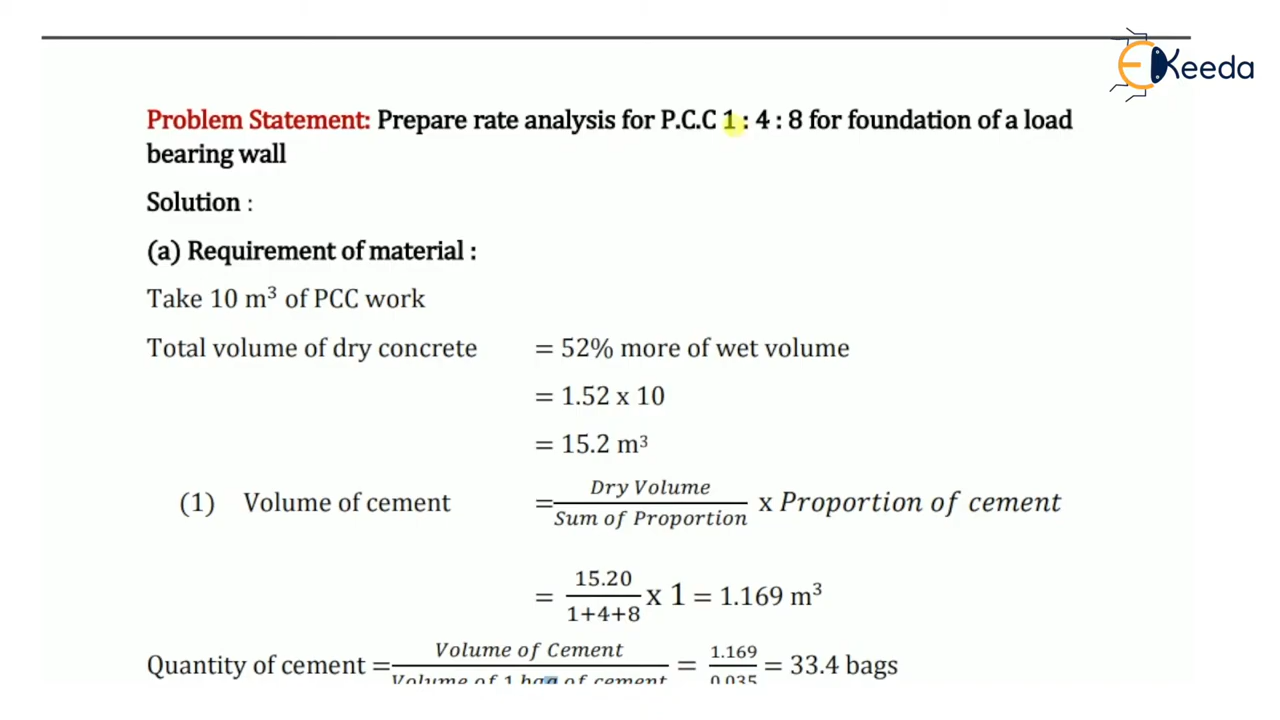 EKeeda
Problem Statement: Prepare rate analysis for P.C.C 1 : 4 : 8 for foundation of a load
bearing wall
Solution :
(a) Requirement of material :
Take 10 m³ of PCC work
Total volume of dry concrete = 52% more of wet volume
= 1.52 x 10
= 15.2 m³
(1) Volume of cement = Dry Volume / Sum of Proportion x Proportion of cement
= 15.20 / 1+4+8 x 1 = 1.169 m³
Quantity of cement = Volume of Cement / Volume of 1 bag of cement = 1.169 / 0.035 = 33.4 bags